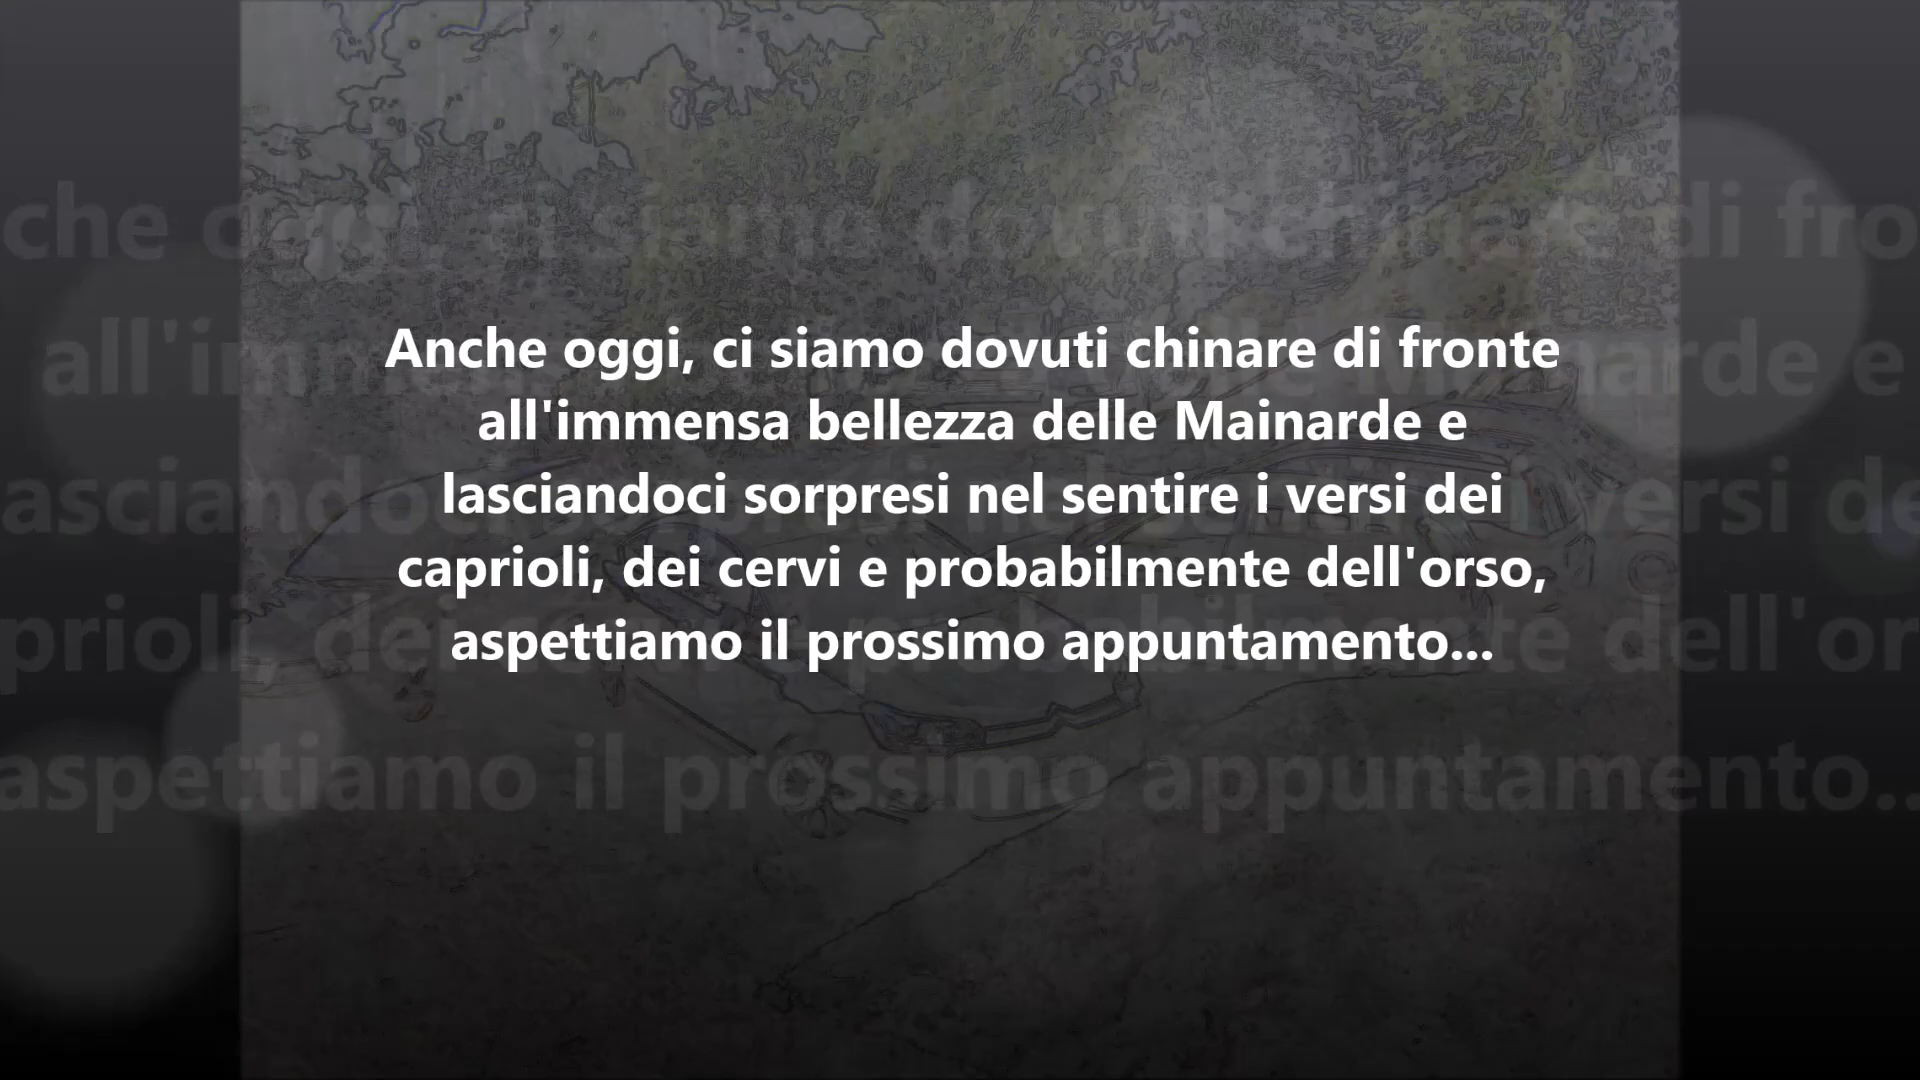 Anche oggi, ci siamo dovuti chinare di fronte
all'immensa bellezza delle Mainarde e
lasciandoci sorpresi nel sentire i versi dei
caprioli, dei cervi e probabilmente dell'orso,
aspettiamo il prossimo appuntamento...